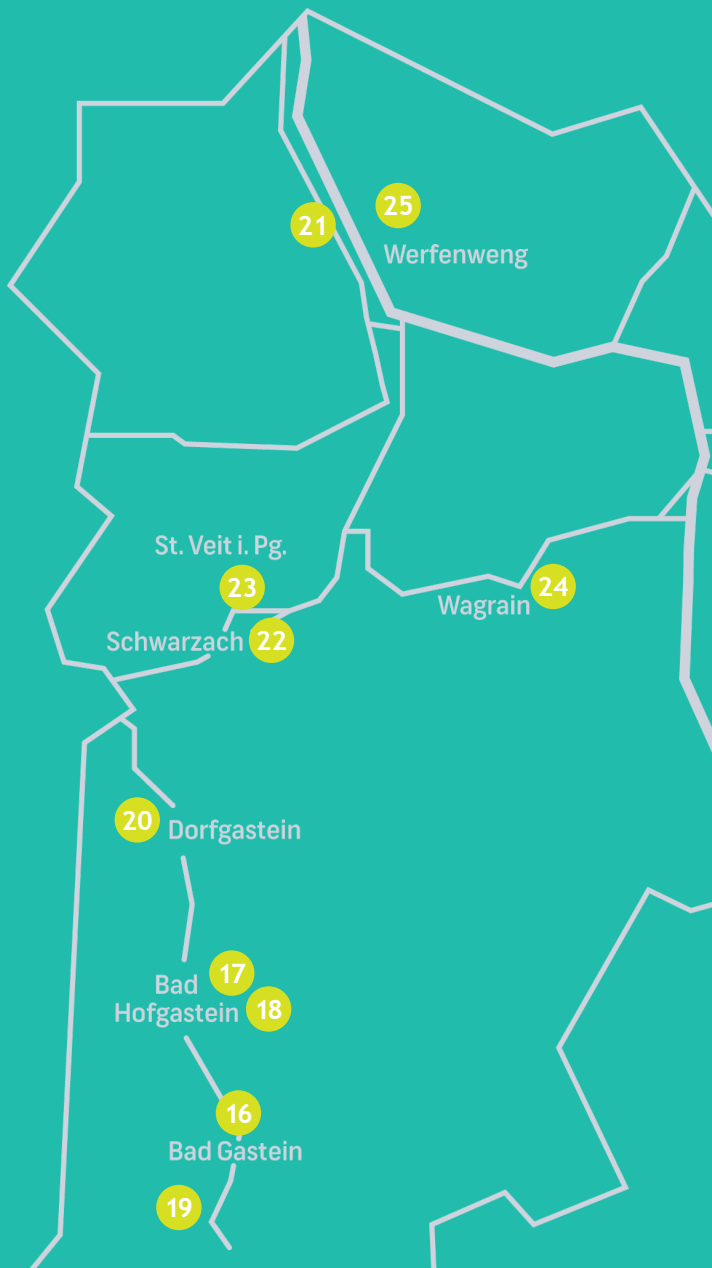 25
21
Werfenweng
St. Veit i. Pg.
23
24
Wagrain
Schwarzach
22
20
Dorfgastein
17
Bad
18
Hofgastein
16
Bad Gastein
19